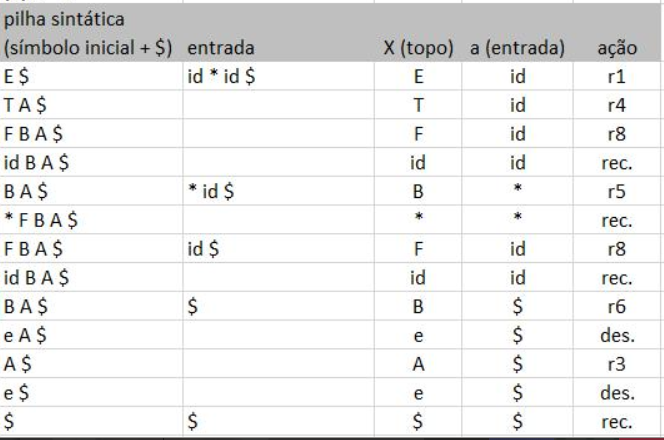 pilha sintática
(símbolo inicial + $) entrada X (topo) a (entrada) ação
E $ id * id $ E id r1
T A $ T id r4
F B A $ F id r8
id B A $ id id rec.
B A $ * id $ B * r5
* F B A $ * * rec.
F B A $ id $ F id r8
id B A $ id id rec.
B A $ $ B $ r6
e A $ e $ des.
A $ A $ r3
e $ e $ des.
$ $ $ $ rec.